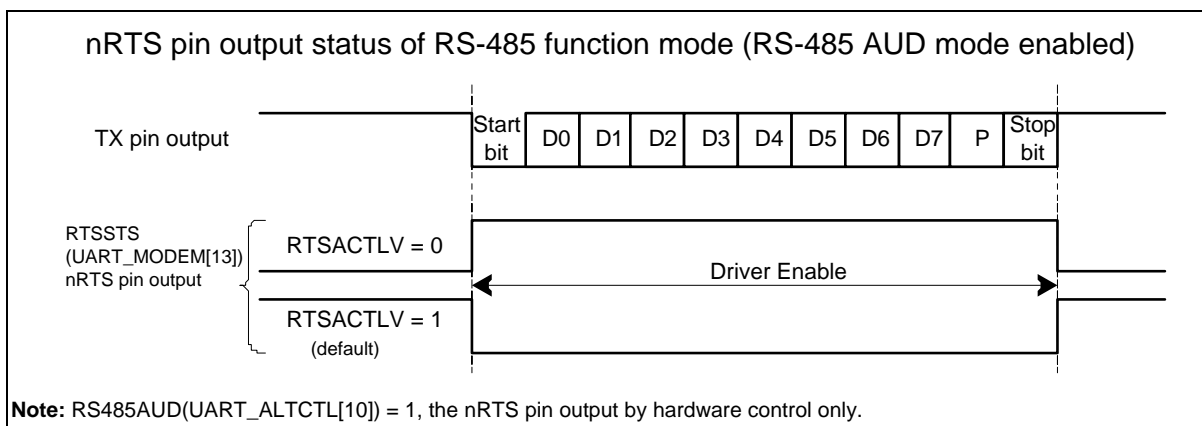 nRTS pin output status of RS-485 function mode (RS-485 AUD mode enabled)
TX pin output
Start bit
D0
D1
D2
D3
D4
D5
D6
D7
P
Stop bit
RTSSTS
(UART_MODEM[13])
nRTS pin output
RTSACTLV = 0
Driver Enable
RTSACTLV = 1
(default)
Note: RS485AUD(UART_ALTCTL[10]) = 1, the nRTS pin output by hardware control only.